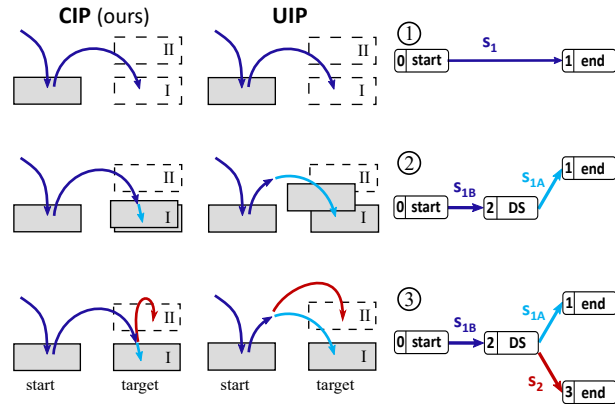 CIP (ours) UIP
II II
I I
1
0 start S1 1 end
II II
I I
2
0 start S1B 2 DS S1A 1 end
II II
I I
start target start target
3
0 start S1B 2 DS S1A 1 end
S2 3 end